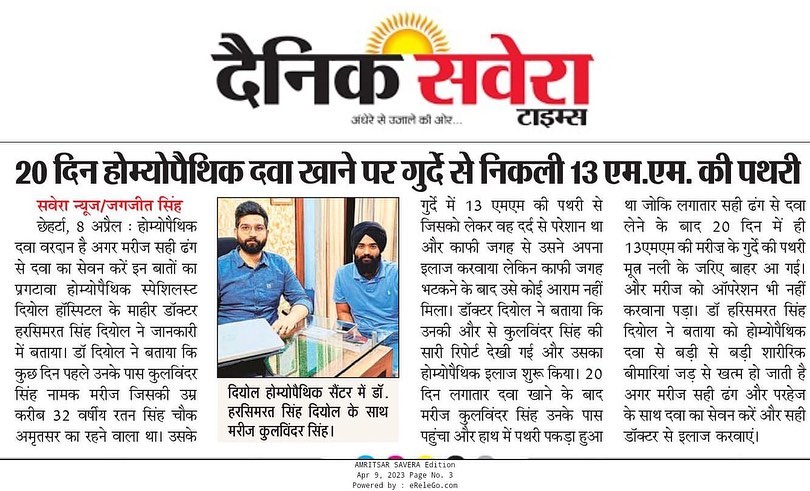 दैनिक सवेरा
टाइम्स
अंधेरे से उजाले की ओर...
20 दिन होम्योपैथिक दवा खाने पर गुर्दे से निकली 13 एम.एम. की पथरी
सवेरा न्यूज/जगजीत सिंह
छेहर्टा, 8 अप्रैल : होम्योपैथिक
दवा वरदान है अगर मरीज सही ढंग
से दवा का सेवन करें इन बातों का
प्रगटावा होम्योपैथिक स्पेशिलस्ट
दियोल हॉस्पिटल के माहीर डॉक्टर
हरसिमरत सिंह दियोल ने जानकारी
में बताया। डॉ दियोल ने बताया कि
कुछ दिन पहले उनके पास कुलविंदर
सिंह नामक मरीज जिसकी उम्र
करीब 32 वर्षीय रतन सिंह चौक
अमृतसर का रहने वाला था। उसके
दियोल होम्योपैथिक सैंटर में डॉ.
हरसिमरत सिंह दियोल के साथ
मरीज कुलविंदर सिंह।
गुर्दे में 13 एमएम की पथरी से
जिसको लेकर वह दर्द से परेशान था
और काफी जगह से उसने अपना
इलाज करवाया लेकिन काफी जगह
भटकने के बाद उसे कोई आराम नहीं
मिला। डॉक्टर दियोल ने बताया कि
उनकी और से कुलविंदर सिंह की
सारी रिपोर्ट देखी गई और उसका
होम्योपैथिक इलाज शुरू किया। 20
दिन लगातार दवा खाने के बाद
मरीज कुलविंदर सिंह उनके पास
पहुंचा और हाथ में पथरी पकड़ा हुआ
था जोकि लगातार सही ढंग से दवा
लेने के बाद 20 दिन में ही
13एमएम की मरीज के गुर्दे की पथरी
मूत्र नली के जरिए बाहर आ गई।
और मरीज को ऑपरेशन भी नहीं
करवाना पड़ा। डॉ हरिसमरत सिंह
दियोल ने बताया को होम्योपैथिक
दवा से बड़ी से बड़ी शारीरिक
बीमारियां जड़ से खत्म हो जाती है
अगर मरीज सही ढंग और परहेज
के साथ दवा का सेवन करें और सही
डॉक्टर से इलाज करवाएं।
AMRITSAR SAVERA Edition
Apr 9, 2023 Page No. 3
Powered by : eReleGo.com